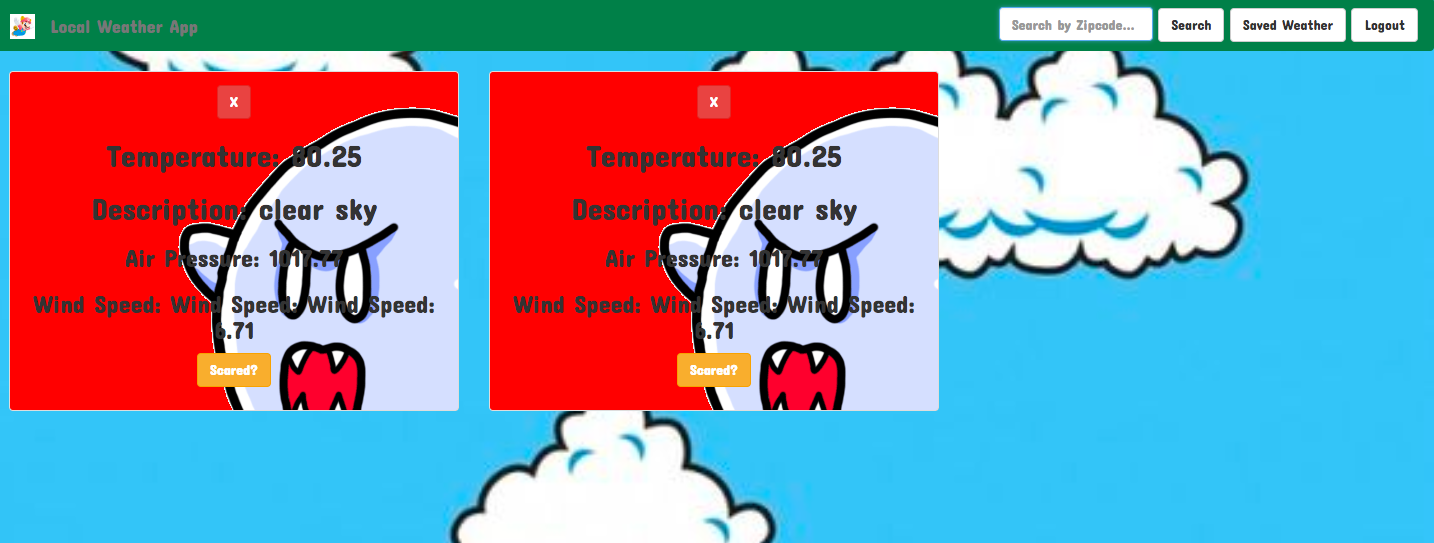 Local Weather App
Search by Zipcode...
Search
Saved Weather
Logout
X
Temperature: 80.25
Description: clear sky
Air Pressure: 1017.77
Wind Speed: Wind Speed: Wind Speed:
6.71
Scared?
X
Temperature: 80.25
Description: clear sky
Air Pressure: 1017.77
Wind Speed: Wind Speed: Wind Speed:
6.71
Scared?